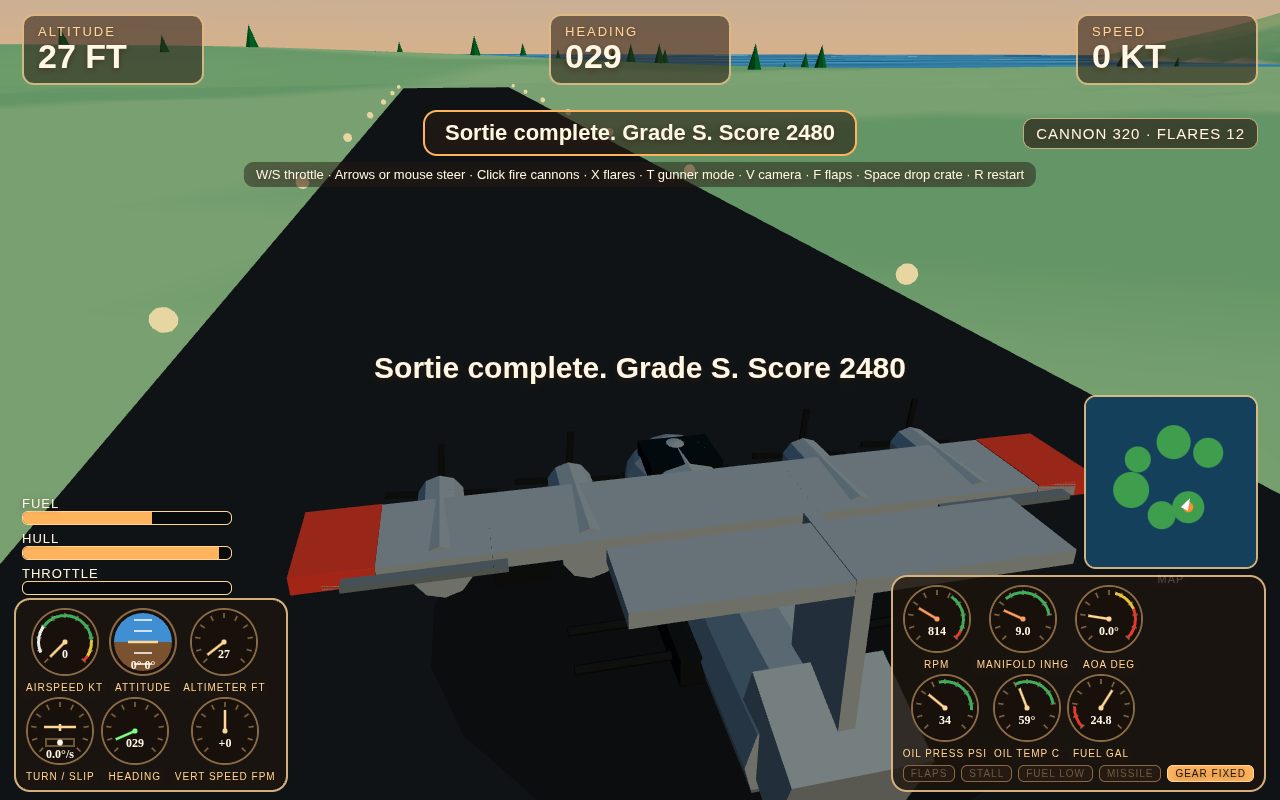 ALTITUDE
27 FT
HEADING
029
SPEED
0 KT
Sortie complete. Grade S. Score 2480
CANNON 320 · FLARES 12
W/S throttle · Arrows or mouse steer · Click fire cannons · X flares · T gunner mode · V camera · F flaps · Space drop crate · R restart
Sortie complete. Grade S. Score 2480
FUEL
HULL
THROTTLE
MAP
0
0° 0°
27
AIRSPEED KT
ATTITUDE
ALTIMETER FT
0.0°/s
029
+0
TURN / SLIP
HEADING
VERT SPEED FPM
814
9.0
0.0°
RPM
MANIFOLD INHG
AOA DEG
34
59°
24.8
OIL PRESS PSI
OIL TEMP C
FUEL GAL
FLAPS
STALL
FUEL LOW
MISSILE
GEAR FIXED